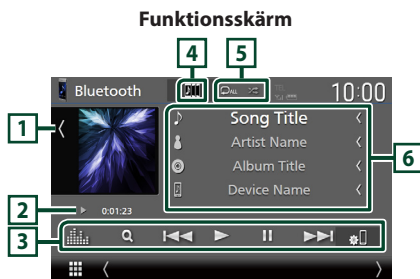 Funktionsskärm
4
5
Bluetooth
ALL
10:00
1
Song Title
Artist Name
Album Title
Device Name
6
2
0:01:23
3